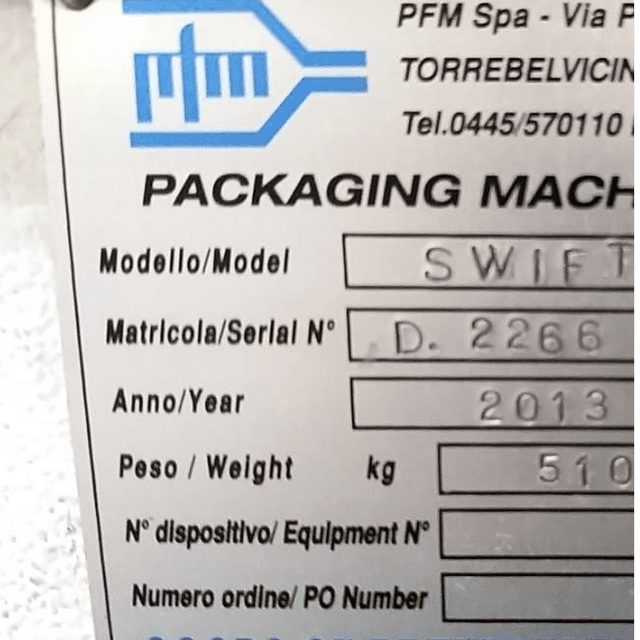 pfm
PFM Spa - Via P
TORREBELVICIN
Tel.0445/570110
PACKAGING MACH
Modello/Model SWIFT
Matricola/Serial N° D. 2266
Anno/Year 2013
Peso / Weight kg 510
N° dispositivo/ Equipment N°
Numero ordine/ PO Number